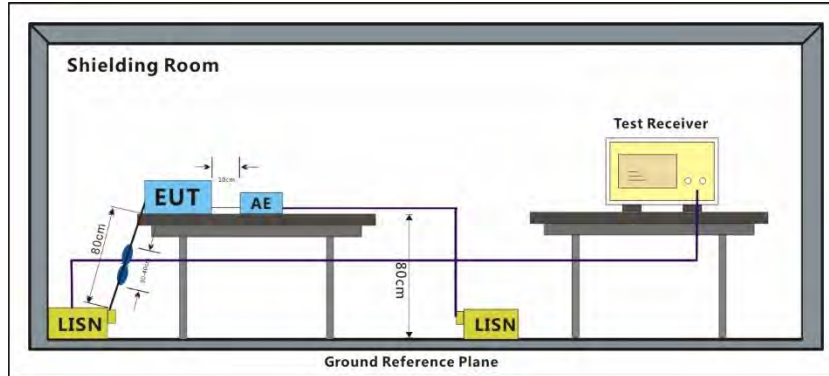 Shielding Room
Test Receiver
10cm
EUT
AE
80cm
80cm
LISN
LISN
Ground Reference Plane